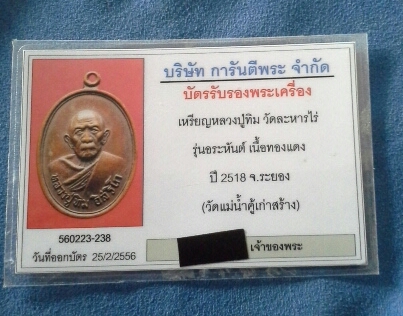 บริษัท การันตีพระ จำกัด
บัตรรับรองพระเครื่อง
เหรียญหลวงปู่ทิม วัดละหารไร่
รุ่นอรหันต์ เนื้อทองแดง
ปี 2518 จ.ระยอง
(วัดแม่น้ำคู้เก่าสร้าง)
560223-238
วันที่ออกบัตร 25/2/2556
เจ้าของพระ